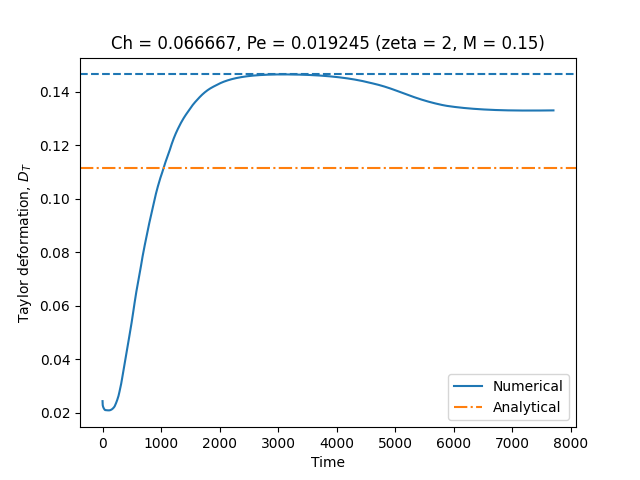 Ch = 0.066667, Pe = 0.019245 (zeta = 2, M = 0.15)
Taylor deformation, D_T
0.14
0.12
0.10
0.08
0.06
0.04
0.02
Numerical
Analytical
0 1000 2000 3000 4000 5000 6000 7000 8000
Time